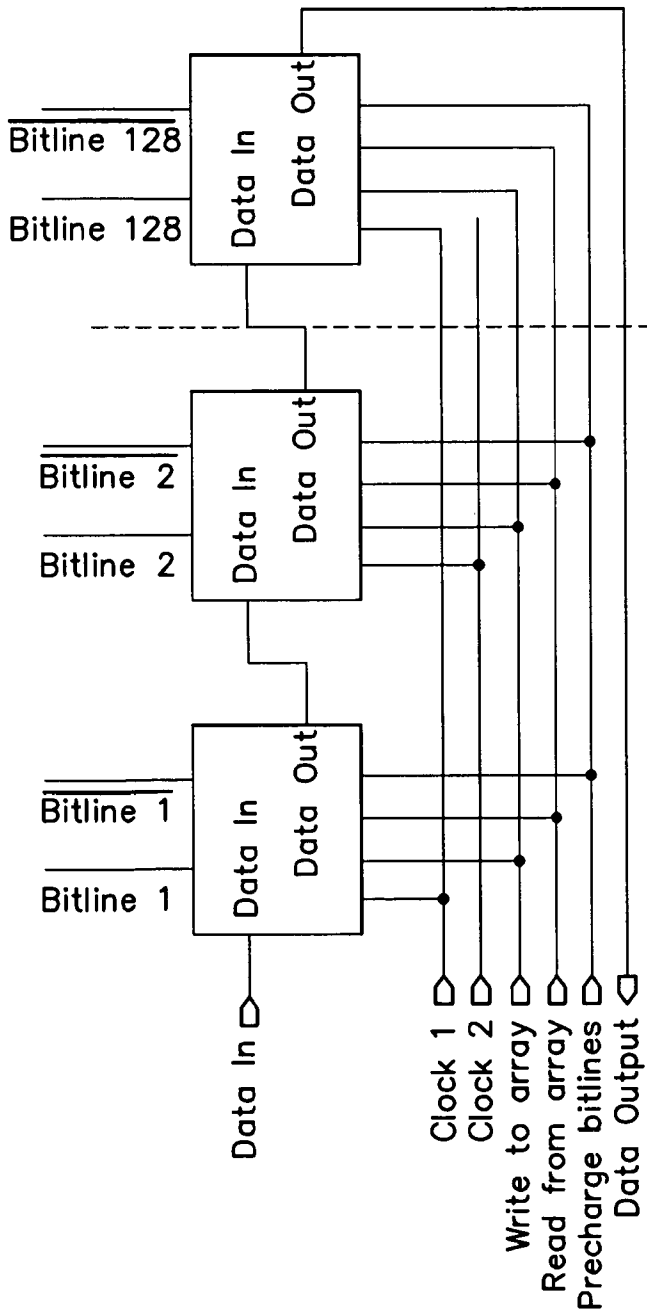 Bitline 128
Bitline 128
Data In
Data Out
Bitline 2
Bitline 2
Data In
Data Out
Bitline 1
Bitline 1
Data In
Data Out
Data In
Clock 1
Clock 2
Write to array
Read from array
Precharge bitlines
Data Output